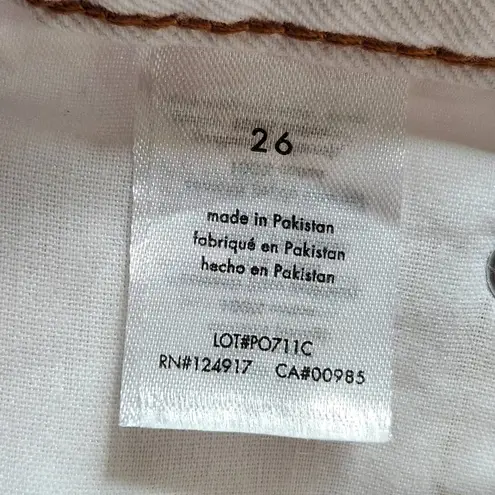 26
made in Pakistan
fabriqué en Pakistan
hecho en Pakistan
LOT#PO711C
RN#124917 CA#00985